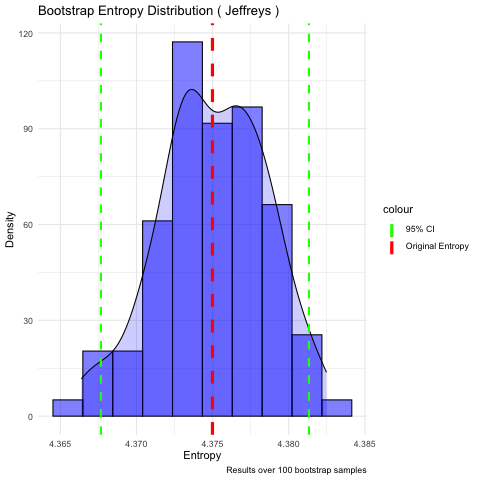 Bootstrap Entropy Distribution ( Jeffreys )
120
90
60
30
0
Density
4.365 4.370 4.375 4.380 4.385
Entropy
colour
95% CI
Original Entropy
Results over 100 bootstrap samples